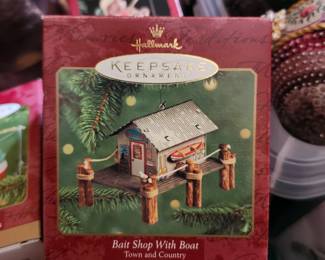 Hallmark
KEEPSAKE
ORNAMENT
Bait Shop With Boat
Town and Country